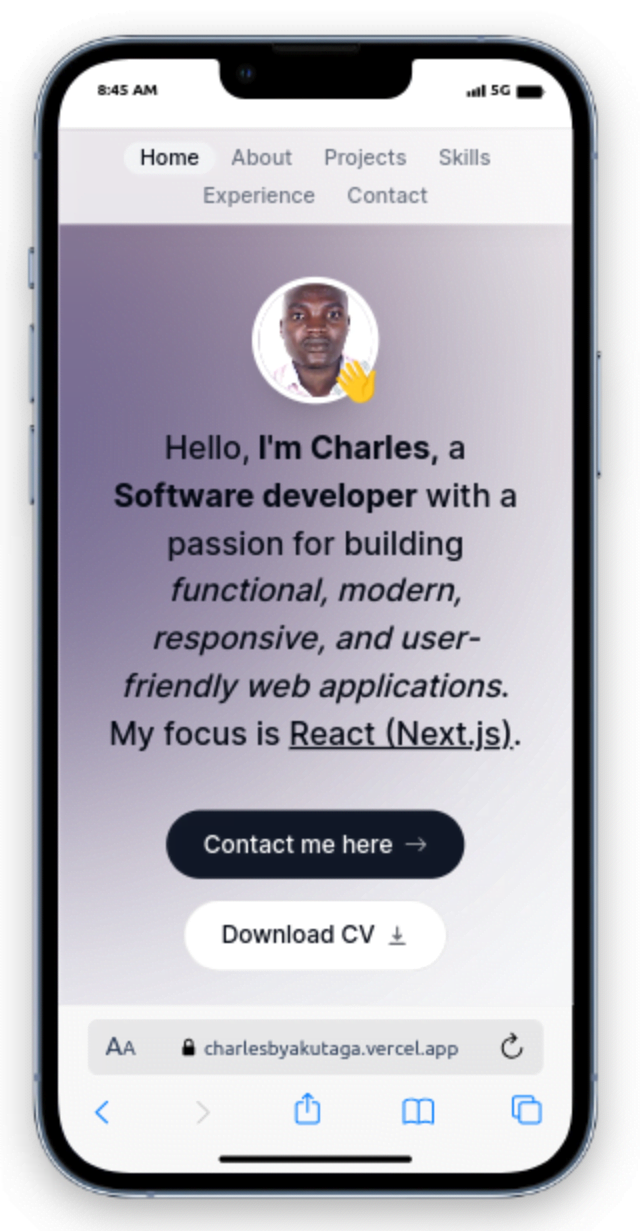 8:45 AM 5G
Home About Projects Skills
Experience Contact
Hello, I'm Charles, a
Software developer with a
passion for building
functional, modern,
responsive, and user-
friendly web applications.
My focus is React (Next.js).
Contact me here →
Download CV
AA charlesbyakutaga.vercel.app